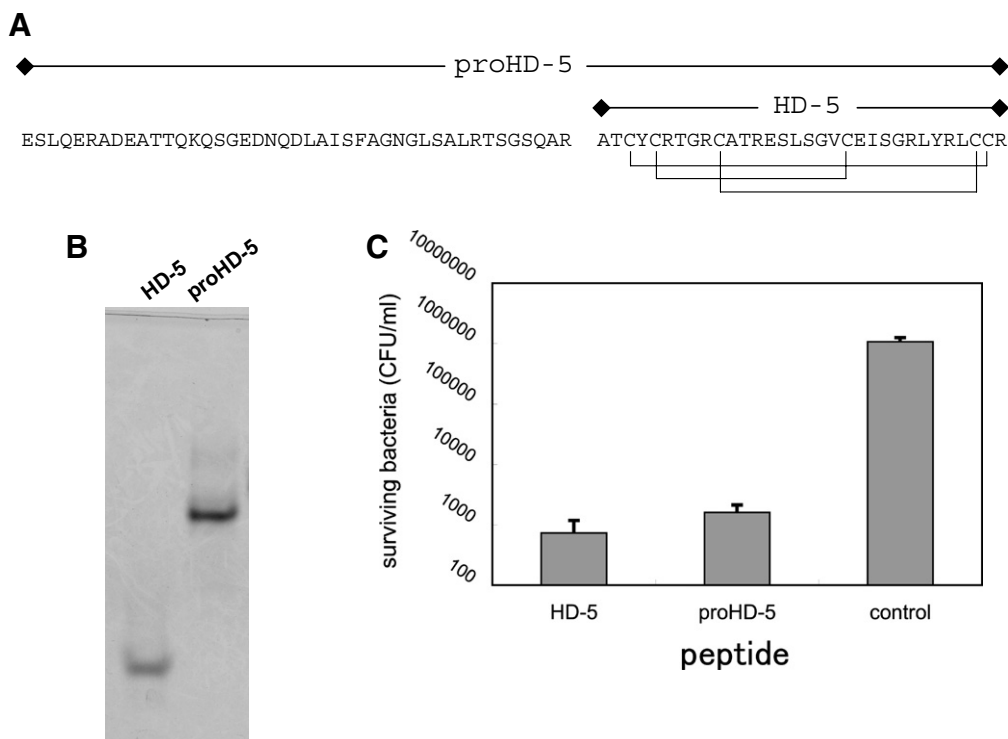 A
proHD-5
HD-5
ESLQERADEATTQKQSGEDNQDLAISFAGNGLSALRTSGSQAR ATCYCRTGRCATRESLSGVCEISGRLYRLCCR
B
HD-5
proHD-5
C
surviving bacteria (CFU/ml)
10000000
1000000
100000
10000
1000
100
HD-5 proHD-5 control
peptide